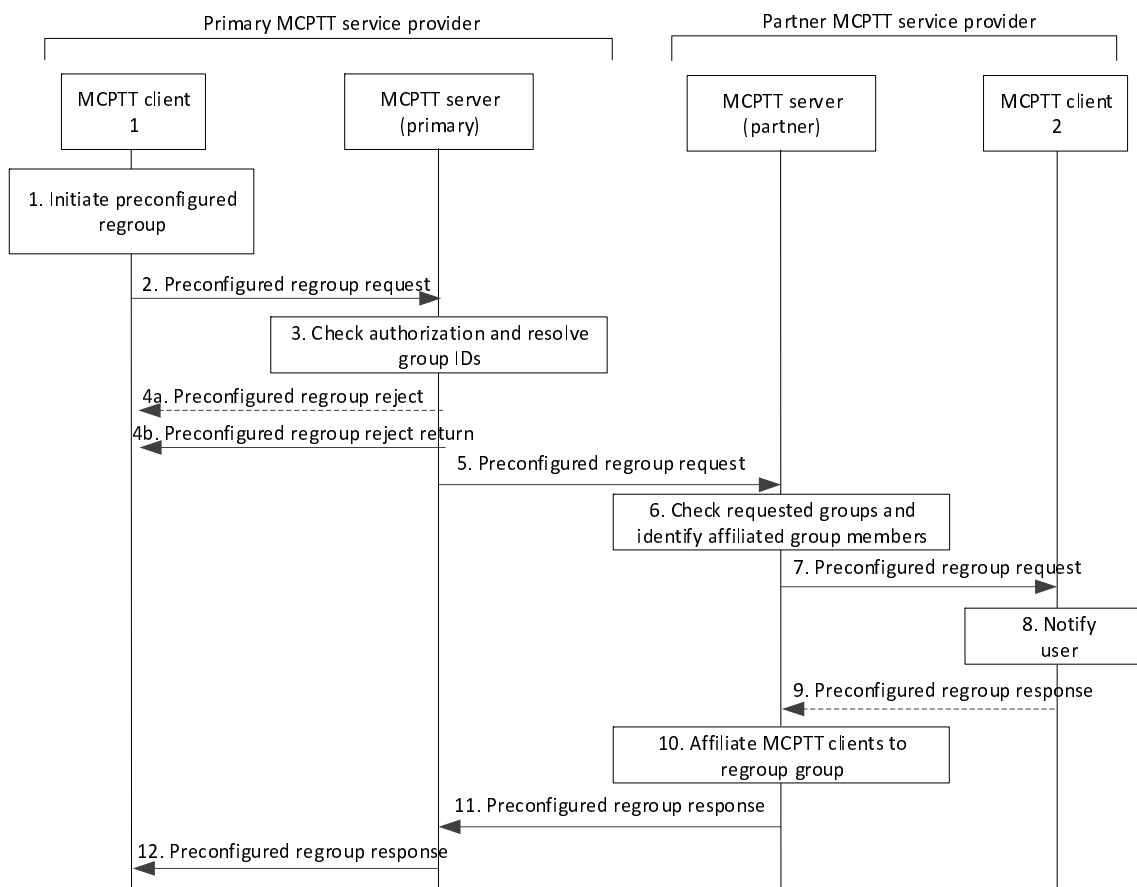 Primary MCPTT service provider
Partner MCPTT service provider
MCPTT client
1
MCPTT server
(primary)
MCPTT server
(partner)
MCPTT client
2
1. Initiate preconfigured
regroup
2. Preconfigured regroup request
3. Check authorization and resolve
group IDs
4a. Preconfigured regroup reject
4b. Preconfigured regroup reject return
5. Preconfigured regroup request
6. Check requested groups and
identify affiliated group members
7. Preconfigured regroup request
8. Notify
user
9. Preconfigured regroup response
10. Affiliate MCPTT clients to
regroup group
11. Preconfigured regroup response
12. Preconfigured regroup response